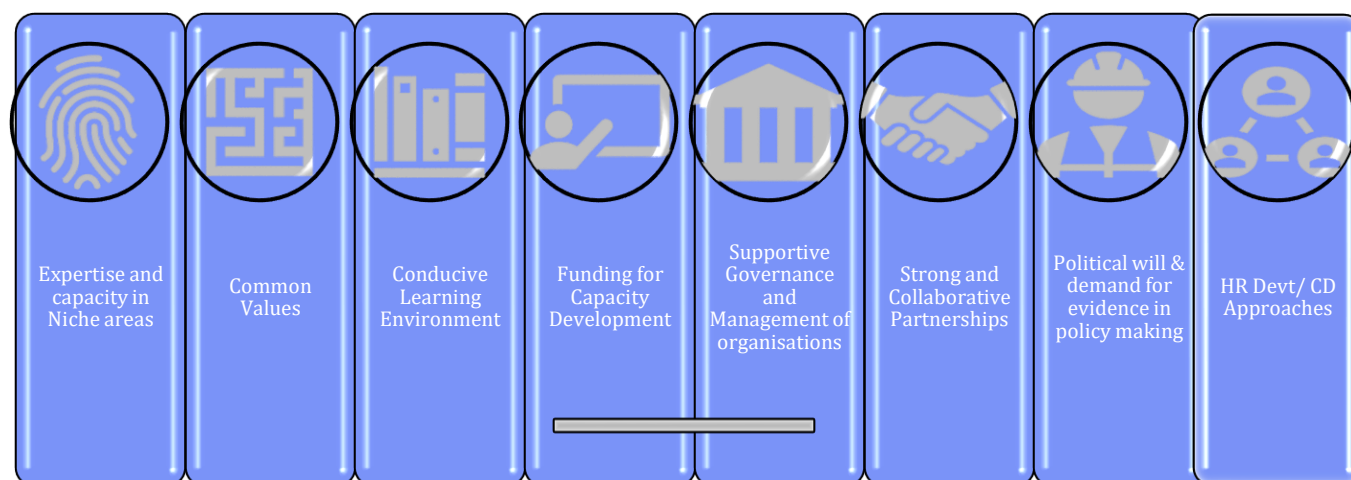 Expertise and
capacity in
Niche areas
Common
Values
Conducive
Learning
Environment
Funding for
Capacity
Development
Supportive
Governance
and
Management of
organisations
Strong and
Collaborative
Partnerships
Political will &
demand for
evidence in
policy making
HR Devt/ CD
Approaches